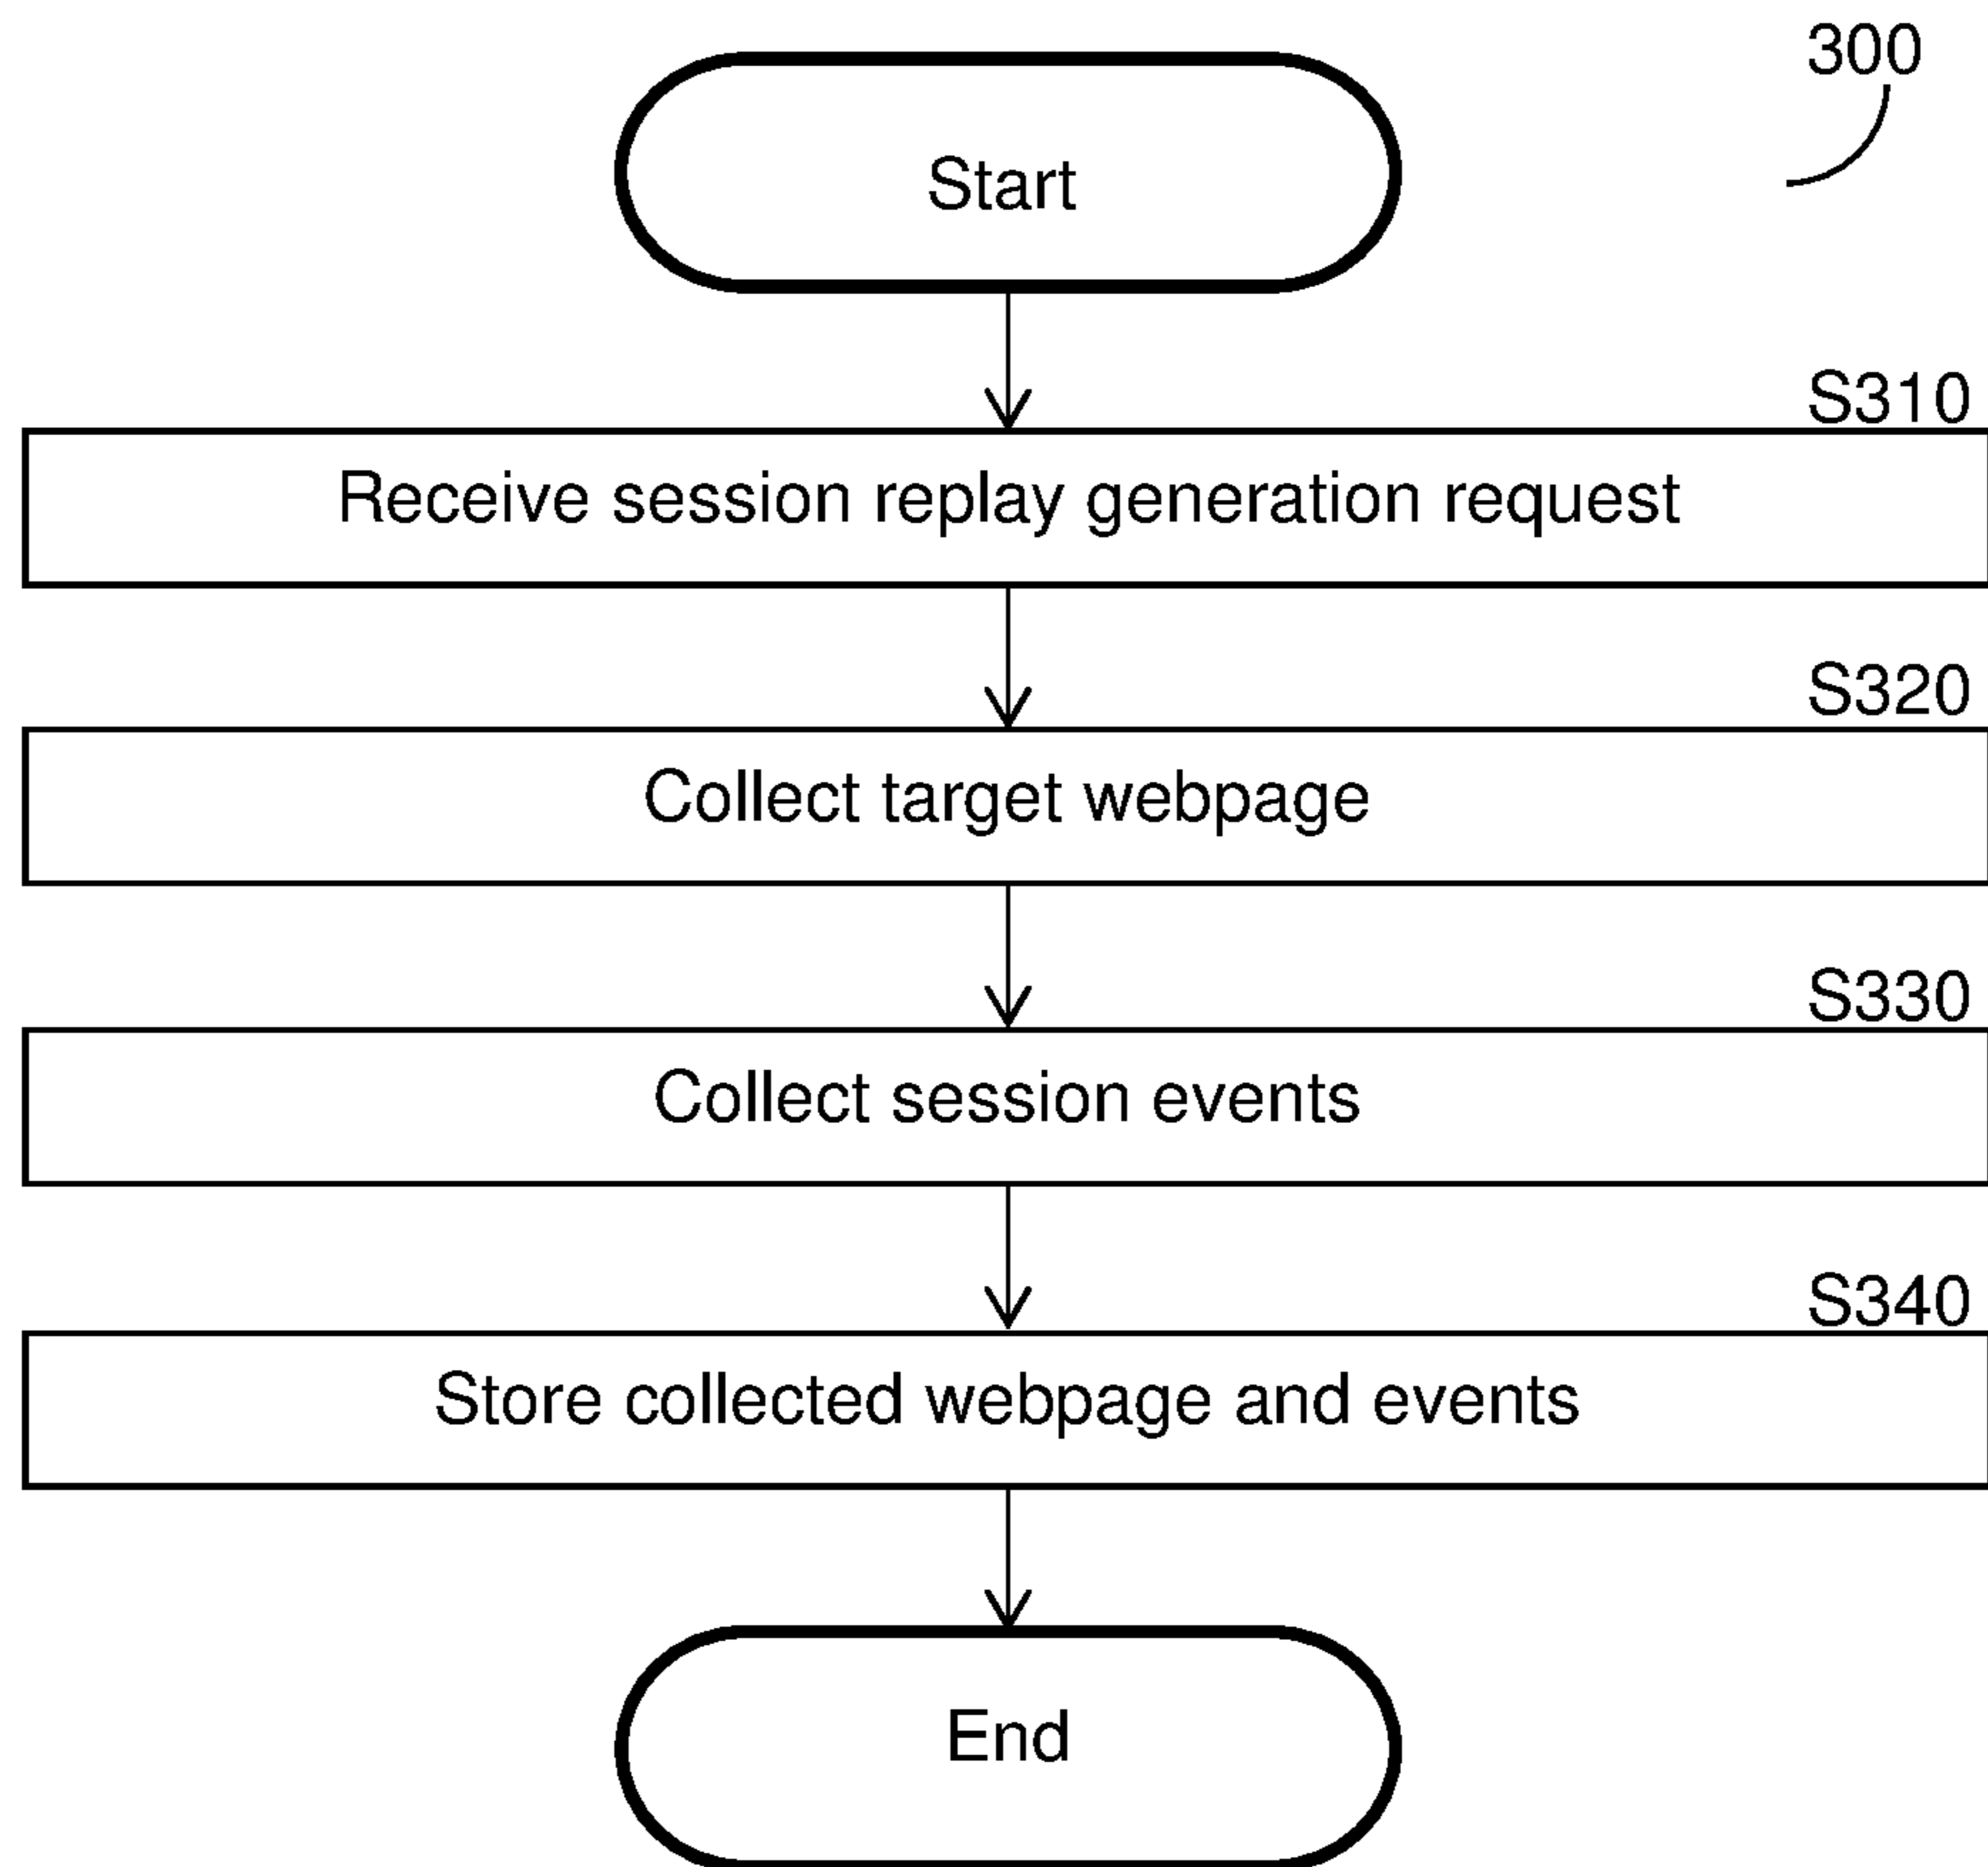 300
Start
S310
Receive session replay generation request
S320
Collect target webpage
S330
Collect session events
S340
Store collected webpage and events
End